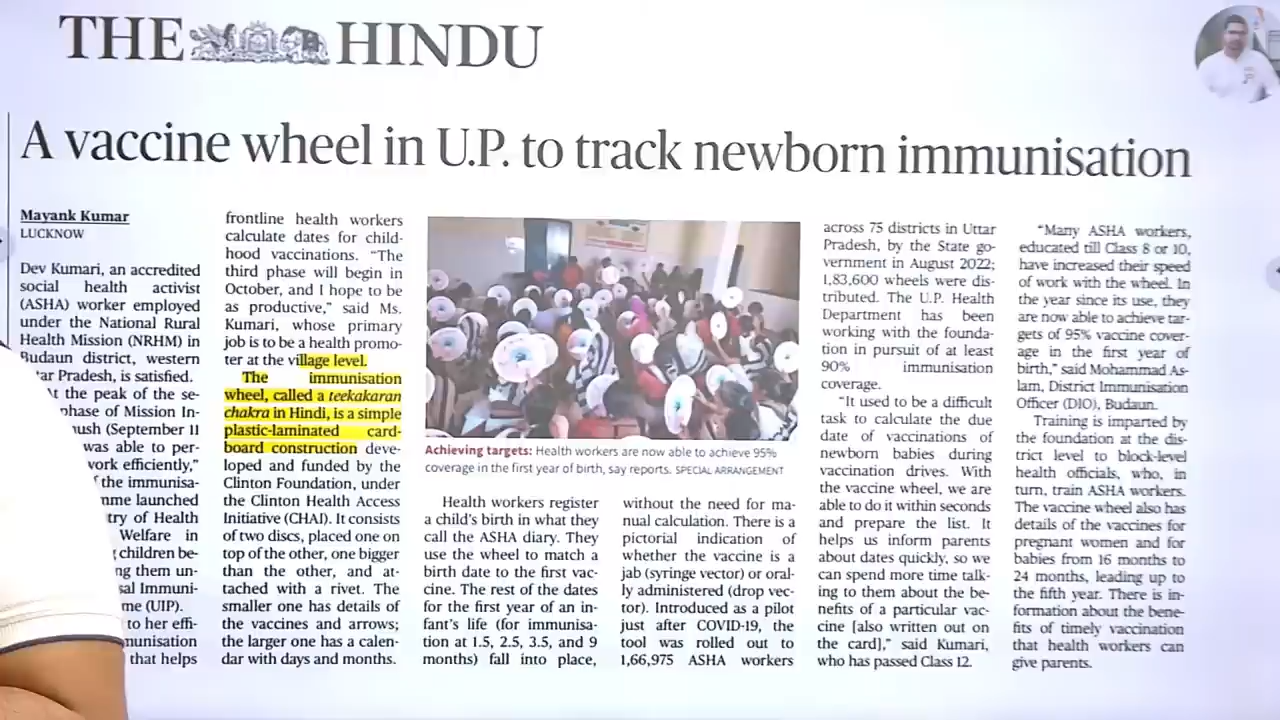 THE HINDU
A vaccine wheel in U.P. to track newborn immunisation
Mayank Kumar
LUCKNOW
Dev Kumari, an accredited
social health activist
(ASHA) worker employed
under the National Rural
Health Mission (NRHM) in
Budaun district, western
tar Pradesh, is satisfied.
t the peak of the se-
phase of Mission In-
ush (September 11
was able to per-
work efficiently,"
the immunisa-
mme launched
try of Health
Welfare in
children be-
ng them un-
sal Immuni-
me (UIP).
to her effi-
munisation
that helps
frontline health workers
calculate dates for child-
hood vaccinations. "The
third phase will begin in
October, and I hope to be
as productive," said Ms.
Kumari, whose primary
job is to be a health promo-
ter at the village level.
The immunisation
wheel, called a teekakaran
chakra in Hindi, is a simple
plastic-laminated card-
board construction deve-
loped and funded by the
Clinton Foundation, under
the Clinton Health Access
Initiative (CHAI). It consists
of two discs, placed one on
top of the other, one bigger
than the other, and at-
tached with a rivet. The
smaller one has details of
the vaccines and arrows;
the larger one has a calen-
dar with days and months.
Achieving targets: Health workers are now able to achieve 95%
coverage in the first year of birth, say reports. SPECIAL ARRANGEMENT
Health workers register
a child's birth in what they
call the ASHA diary. They
use the wheel to match a
birth date to the first vac-
cine. The rest of the dates
for the first year of an in-
fant's life (for immunisa-
tion at 1.5, 2.5, 3.5, and 9
months) fall into place,
without the need for ma-
nual calculation. There is a
pictorial indication of
whether the vaccine is a
jab (syringe vector) or oral-
ly administered (drop vec-
tor). Introduced as a pilot
just after COVID-19, the
tool was rolled out to
1,66,975 ASHA workers
across 75 districts in Uttar
Pradesh, by the State go-
vernment in August 2022;
1,83,600 wheels were dis-
tributed. The U.P. Health
Department has been
working with the founda-
tion in pursuit of at least
90% immunisation
coverage.
"It used to be a difficult
task to calculate the due
date of vaccinations of
newborn babies during
vaccination drives. With
the vaccine wheel, we are
able to do it within seconds
and prepare the list. It
helps us inform parents
about dates quickly, so we
can spend more time talk-
ing to them about the be-
nefits of a particular vac-
cine [also written out on
the card]," said Kumari,
who has passed Class 12.
"Many ASHA workers,
educated till Class 8 or 10,
have increased their speed
of work with the wheel. In
the year since its use, they
are now able to achieve tar-
gets of 95% vaccine cover-
age in the first year of
birth," said Mohammad As-
lam, District Immunisation
Officer (DIO), Budaun.
Training is imparted by
the foundation at the dis-
trict level to block-level
health officials, who, in
turn, train ASHA workers.
The vaccine wheel also has
details of the vaccines for
pregnant women and for
babies from 16 months to
24 months, leading up to
the fifth year. There is in-
formation about the bene-
fits of timely vaccination
that health workers can
give parents.